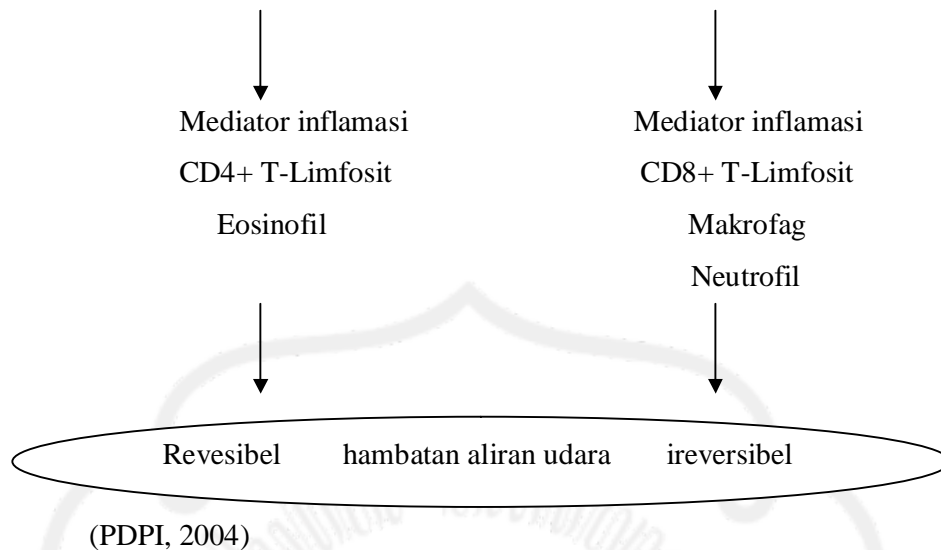 Mediator inflamasi Mediator inflamasi
CD4+ T-Limfosit CD8+ T-Limfosit
Eosinofil Makrofag
Neutrofil
Revesibel hambatan aliran udara ireversibel
(PDPI, 2004)